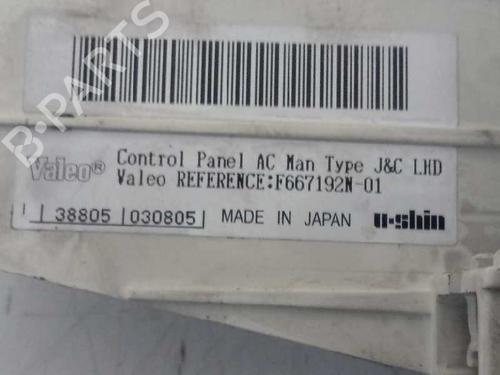 B-PARTS
Valeo® Control Panel AC Man Type J&C LHD
Valeo REFERENCE:F667192N-01
38805 030805 MADE IN JAPAN u-shin